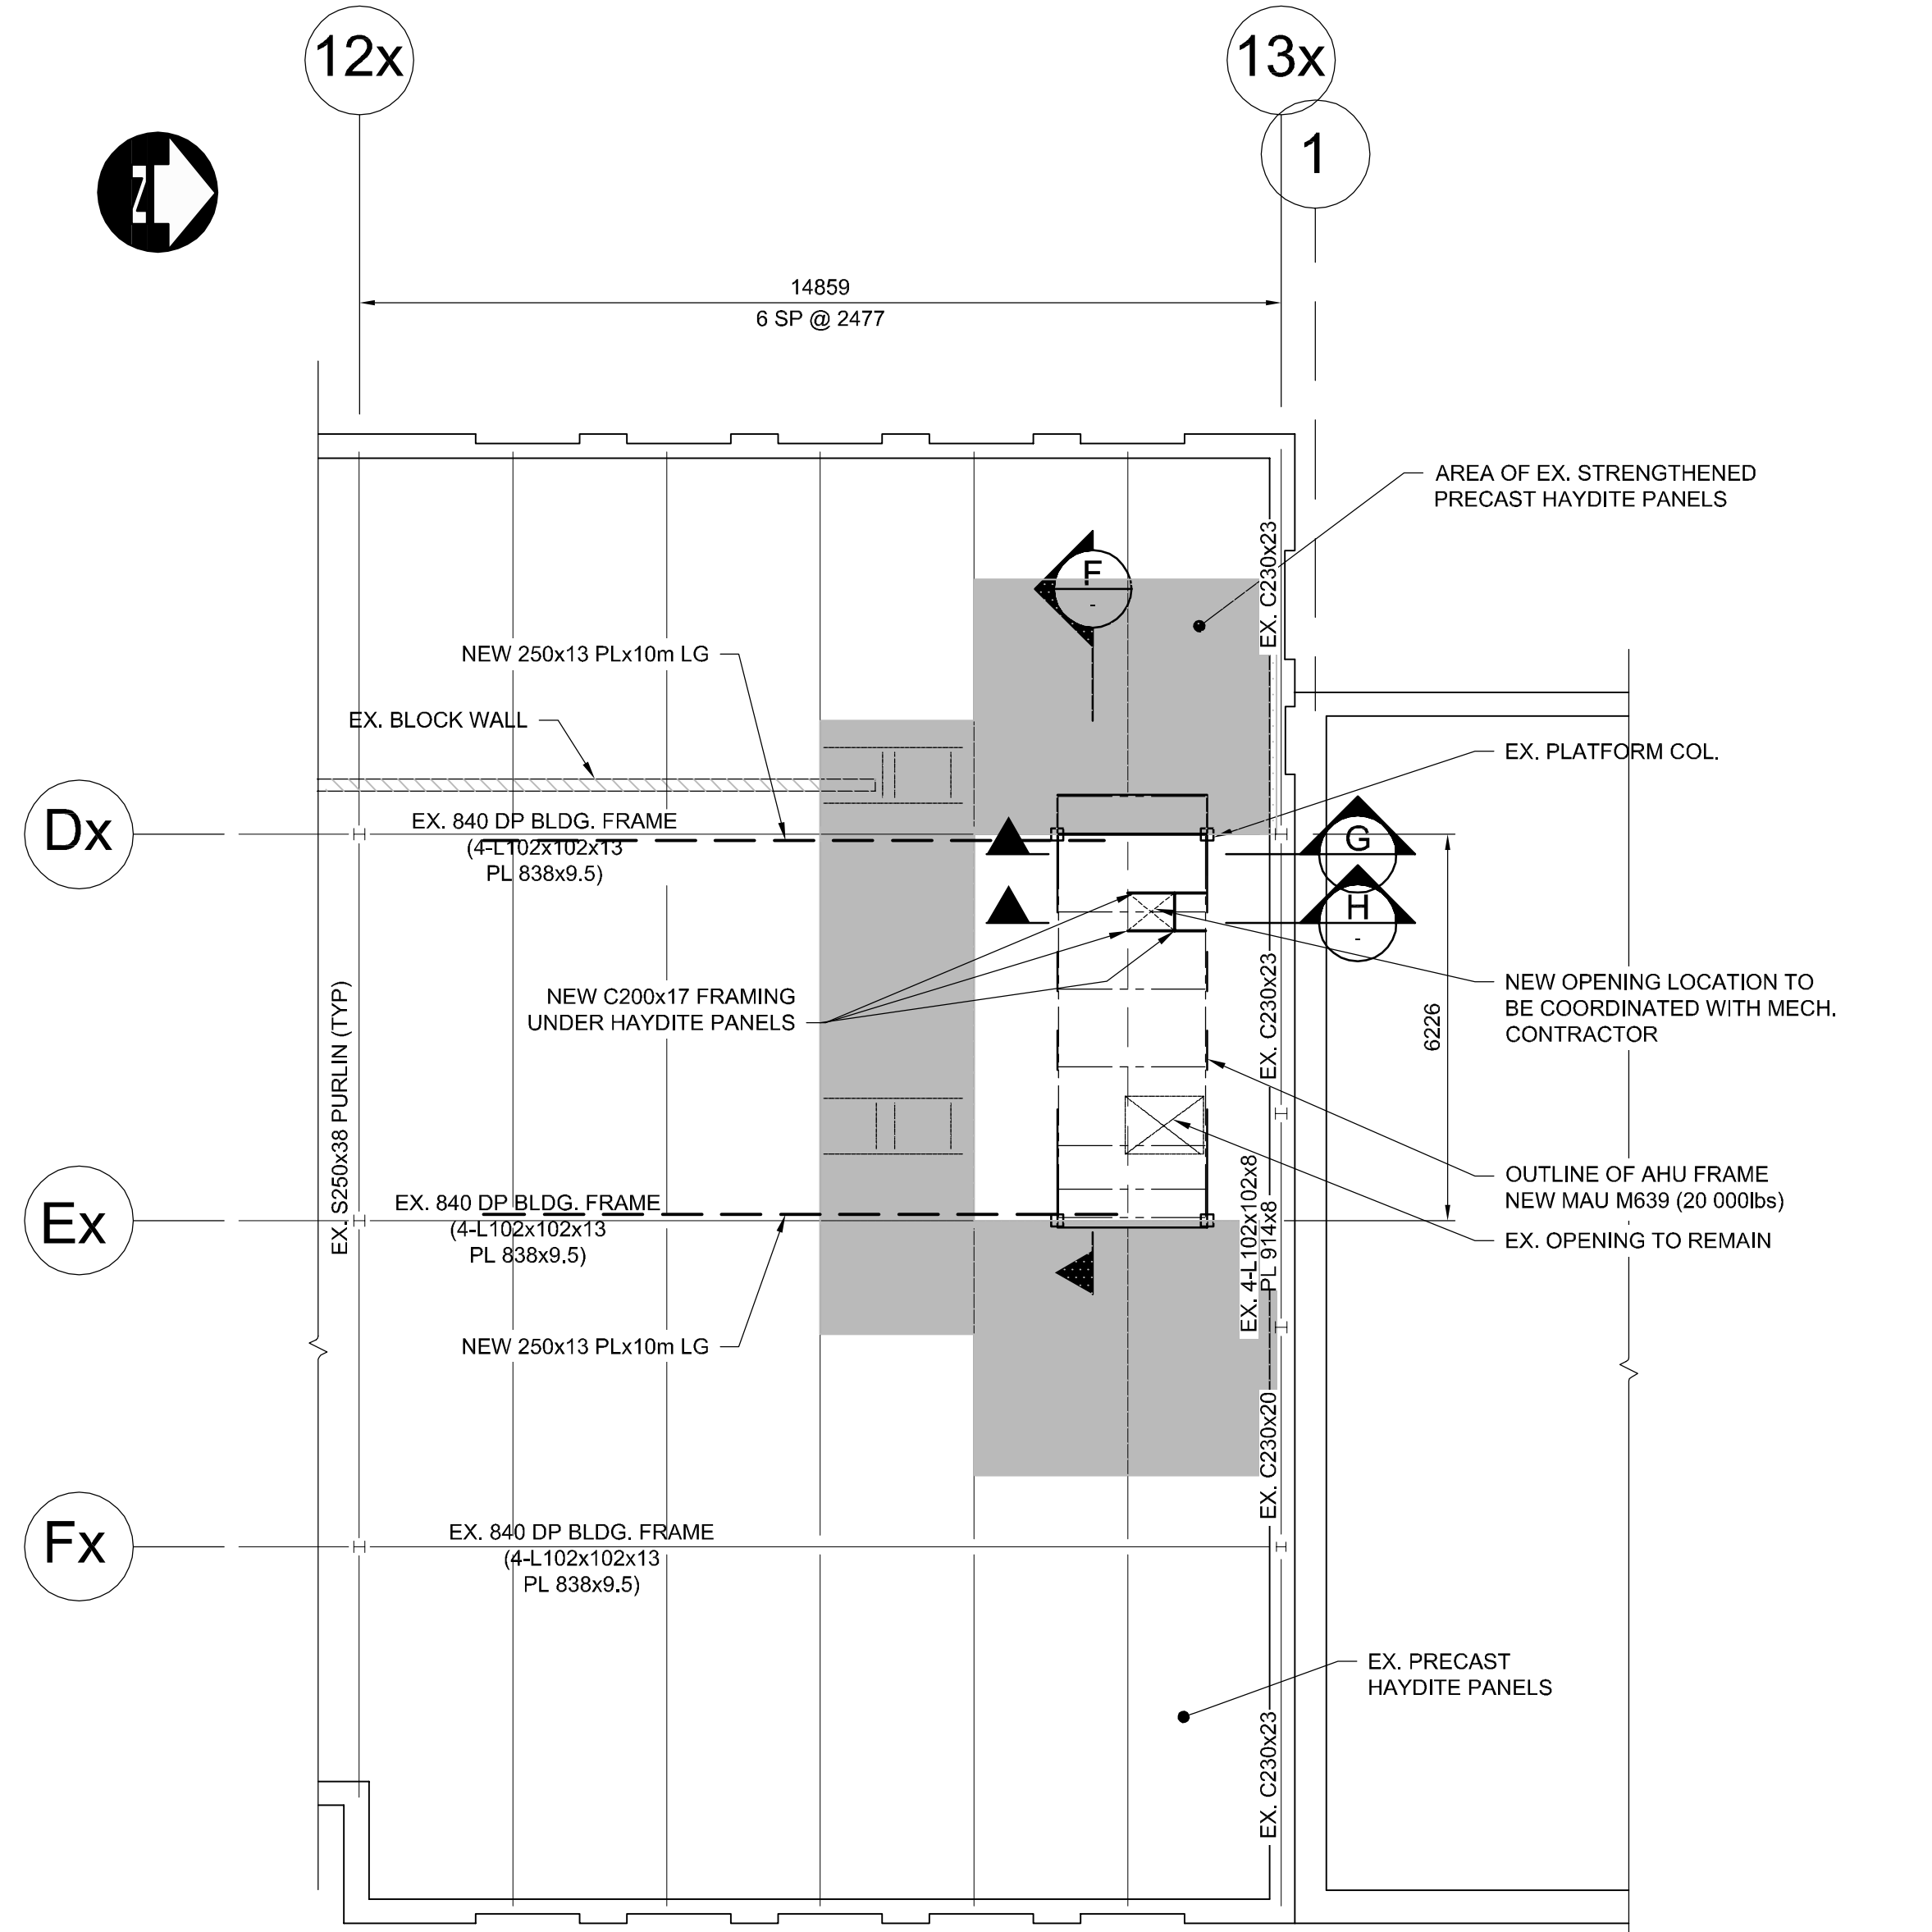 12x
13x
1
N
14859
6 SP @ 2477
AREA OF EX. STRENGTHENED
PRECAST HAYDITE PANELS
EX. C230x23
F
-
NEW 250x13 PLx10m LG
EX. BLOCK WALL
EX. PLATFORM COL.
Dx
EX. 840 DP BLDG. FRAME
(4-L102x102x13
PL 838x9.5)
G
H
-
NEW C200x17 FRAMING
UNDER HAYDITE PANELS
EX. C230x23
NEW OPENING LOCATION TO
BE COORDINATED WITH MECH.
CONTRACTOR
6226
EX. S250x38 PURLIN (TYP)
OUTLINE OF AHU FRAME
NEW MAU M639 (20 000lbs)
EX. OPENING TO REMAIN
Ex
EX. 840 DP BLDG. FRAME
(4-L102x102x13
PL 838x9.5)
EX. 4-L102x102x8
PL 914x8
NEW 250x13 PLx10m LG
EX. C230x20
Fx
EX. 840 DP BLDG. FRAME
(4-L102x102x13
PL 838x9.5)
EX. PRECAST
HAYDITE PANELS
EX. C230x23